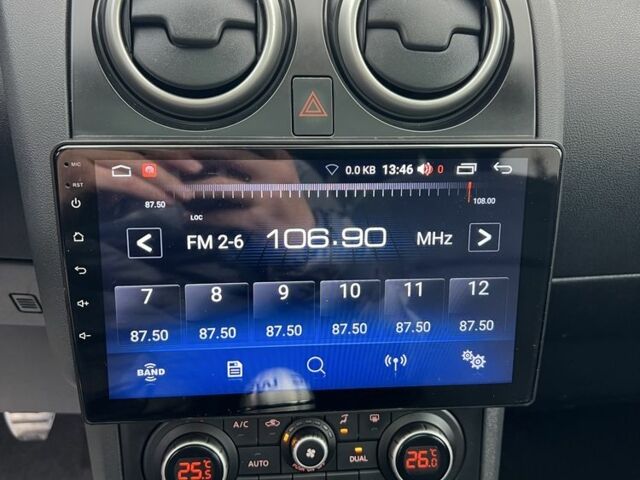 MIC
0.0 KB 13:46 0
RST
87.50 108.00
LOC
FM 2-6 106.90 MHz
7 8 9 10 11 12
87.50 87.50 87.50 87.50 87.50 87.50
BAND
A/C
AUTO PUSH DUAL
25.5 °C 26.0 °C